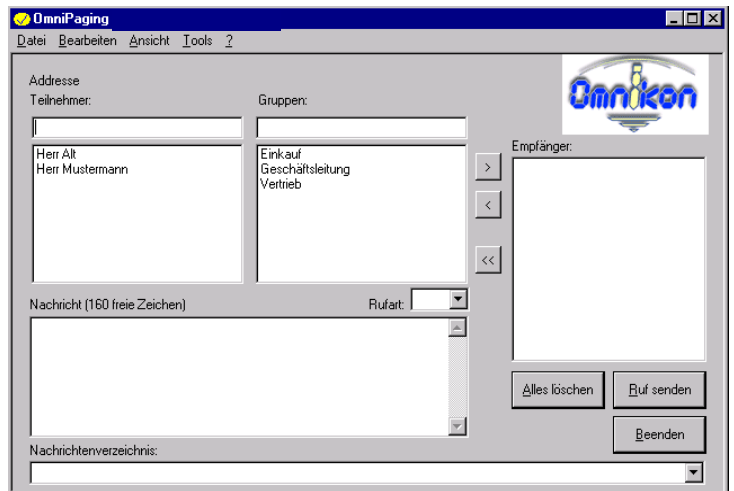 OmniPaging
Datei Bearbeiten Ansicht Tools ?
Omnikon
Addresse
Teilnehmer:
Gruppen:
Herr Alt
Herr Mustermann
Einkauf
Geschäftsleitung
Vertrieb
>
<
<<
Empfänger:
Nachricht (160 freie Zeichen)
Rufart:
Alles löschen
Ruf senden
Beenden
Nachrichtenverzeichnis: